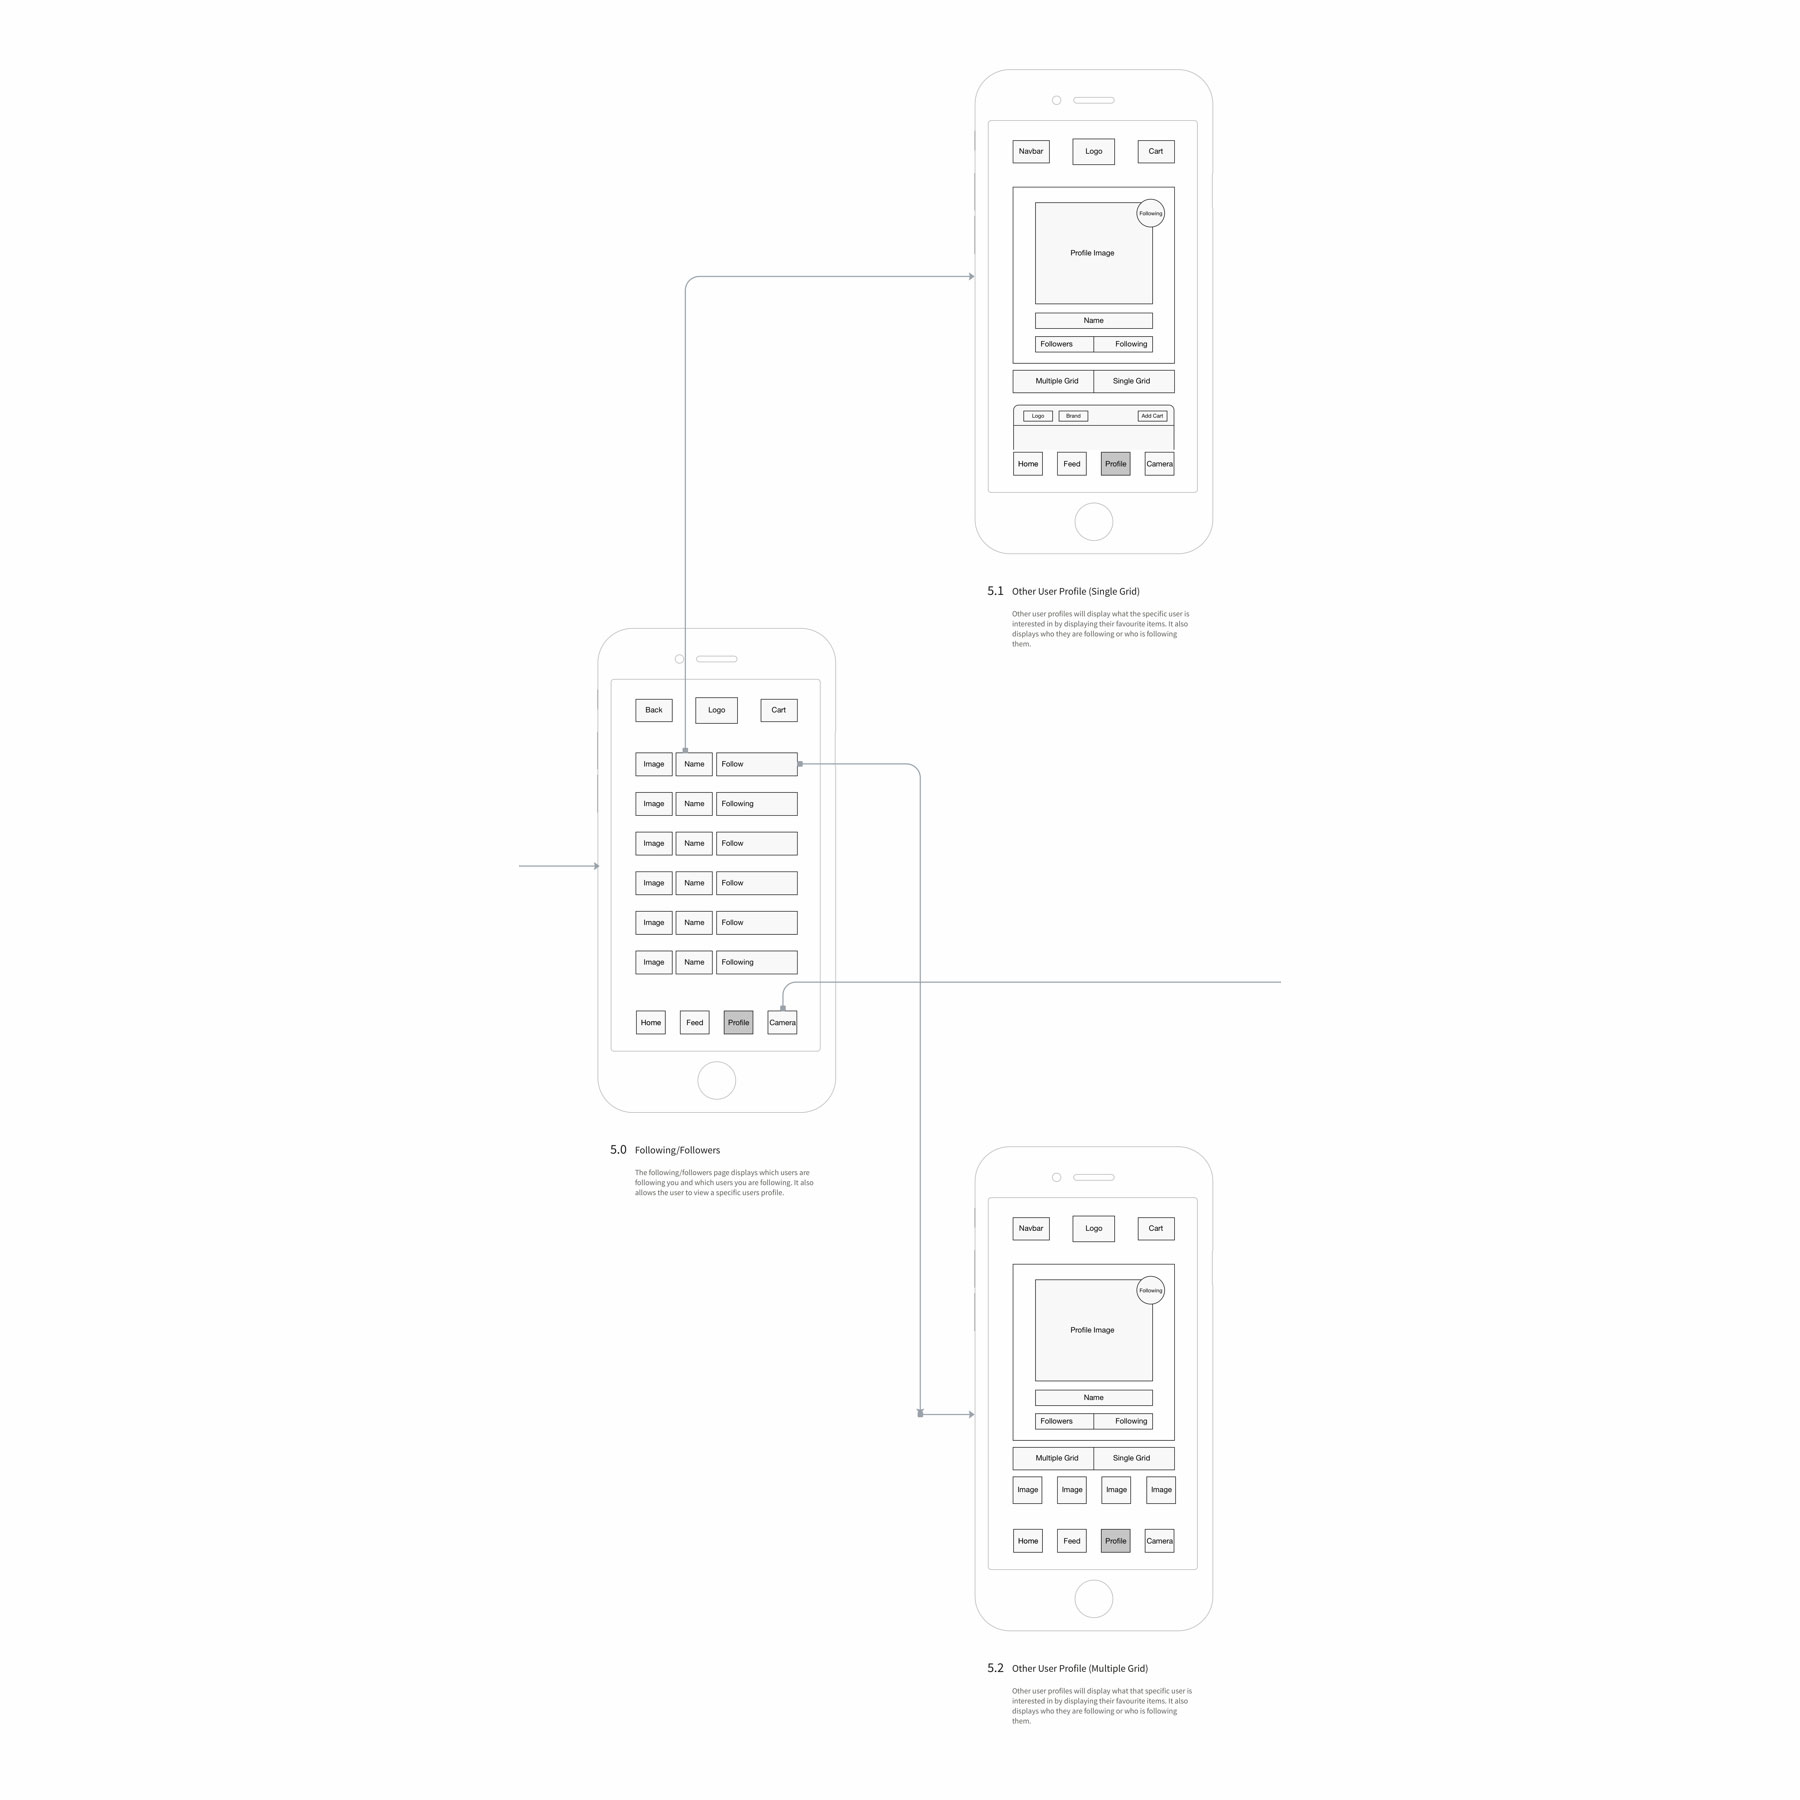 Navbar
Logo
Cart
Following
Profile Image
Name
Followers
Following
Multiple Grid
Single Grid
Logo
Brand
Add Cart
Home
Feed
Profile
Camera
5.1 Other User Profile (Single Grid)
Other user profiles will display what the specific user is
interested in by displaying their favourite items. It also
displays who they are following or who is following
them.
Back
Logo
Cart
Image
Name
Follow
Image
Name
Following
Image
Name
Follow
Image
Name
Follow
Image
Name
Follow
Image
Name
Following
Home
Feed
Profile
Camera
5.0 Following/Followers
The following/followers page displays which users are
following you and which users you are following. It also
allows the user to view a specific users profile.
Navbar
Logo
Cart
Following
Profile Image
Name
Followers
Following
Multiple Grid
Single Grid
Image
Image
Image
Image
Home
Feed
Profile
Camera
5.2 Other User Profile (Multiple Grid)
Other user profiles will display what that specific user is
interested in by displaying their favourite items. It also
displays who they are following or who is following
them.